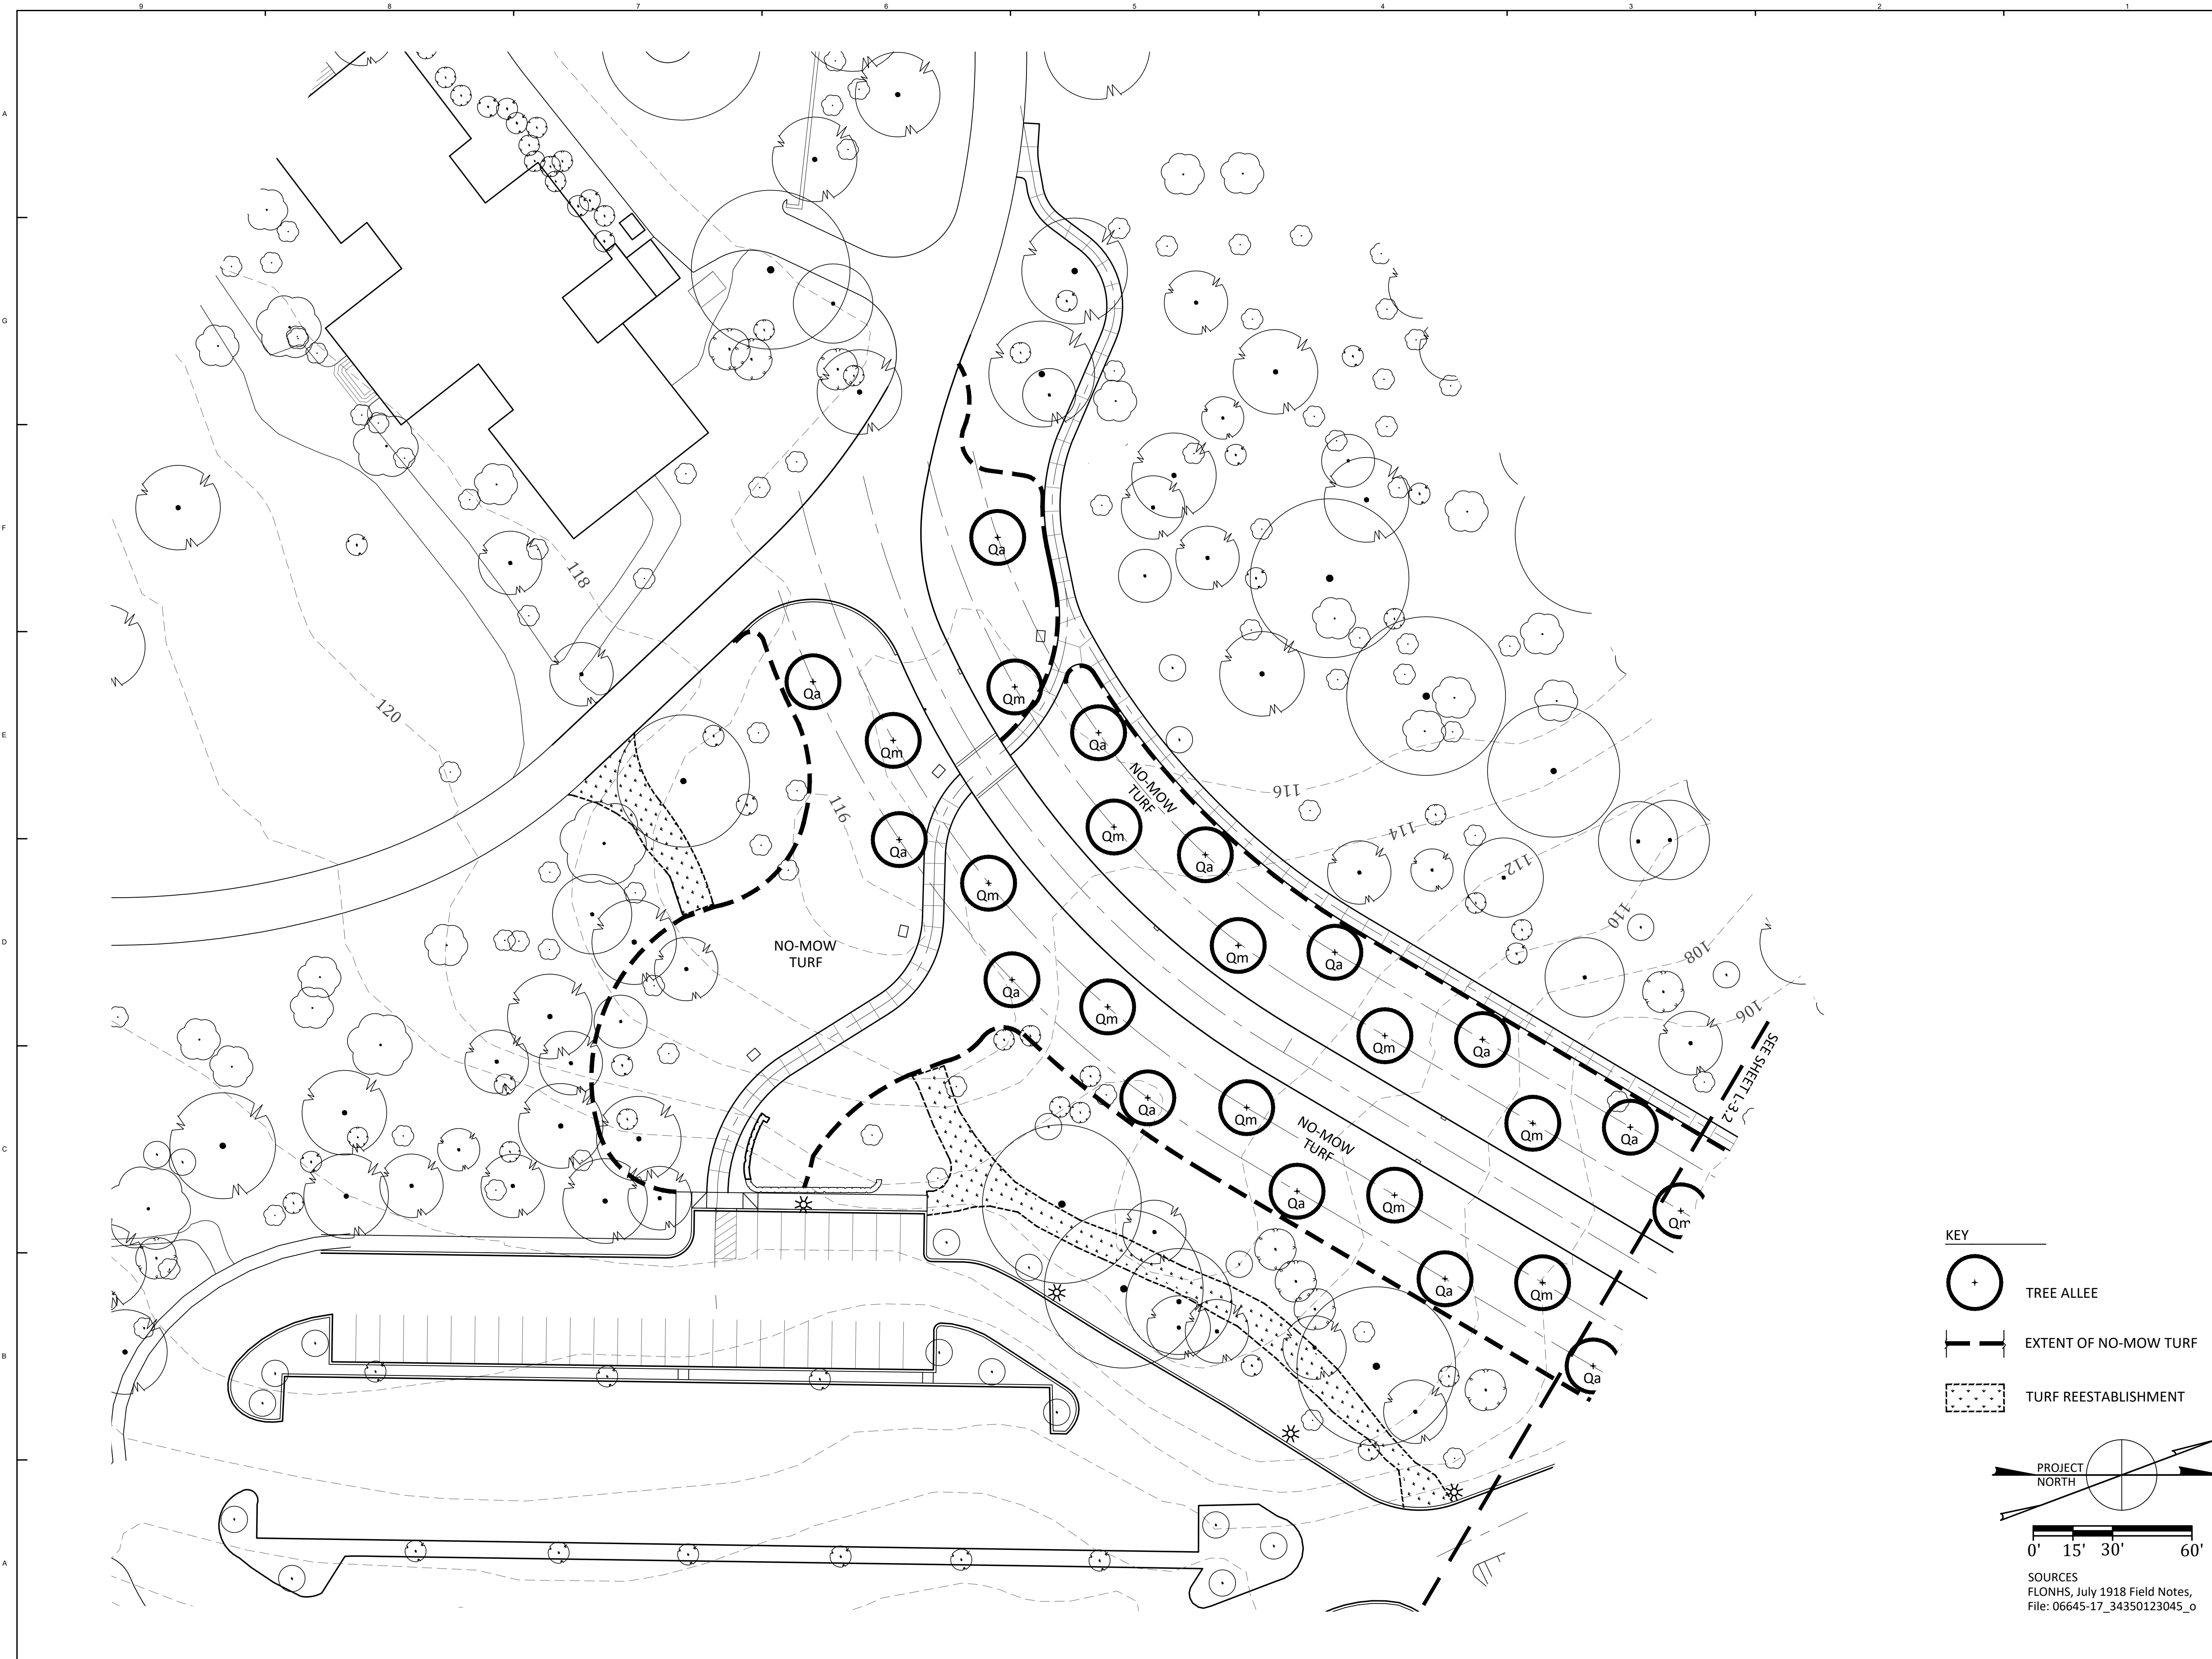 9 8 7 6 5 4 3 2 1
A
G
F
E
D
C
B
A
118
120
116
Qa
Qa
Qm
Qm
Qa
Qm
NO-MOW
TURF
Qm
Qa
Qa
Qm
116
114
112
110
108
106
NO-MOW
TURF
Qm
Qa
Qa
Qm
Qm
Qa
SEE SHEET L-3.2
Qa
Qm
NO-MOW
TURF
Qm
Qa
Qa
Qm
Qm
Qa
Qm
Qa
KEY
TREE ALLEE
EXTENT OF NO-MOW TURF
TURF REESTABLISHMENT
PROJECT
NORTH
0' 15' 30' 60'
SOURCES
FLONHS, July 1918 Field Notes,
File: 06645-17_34350123045_o